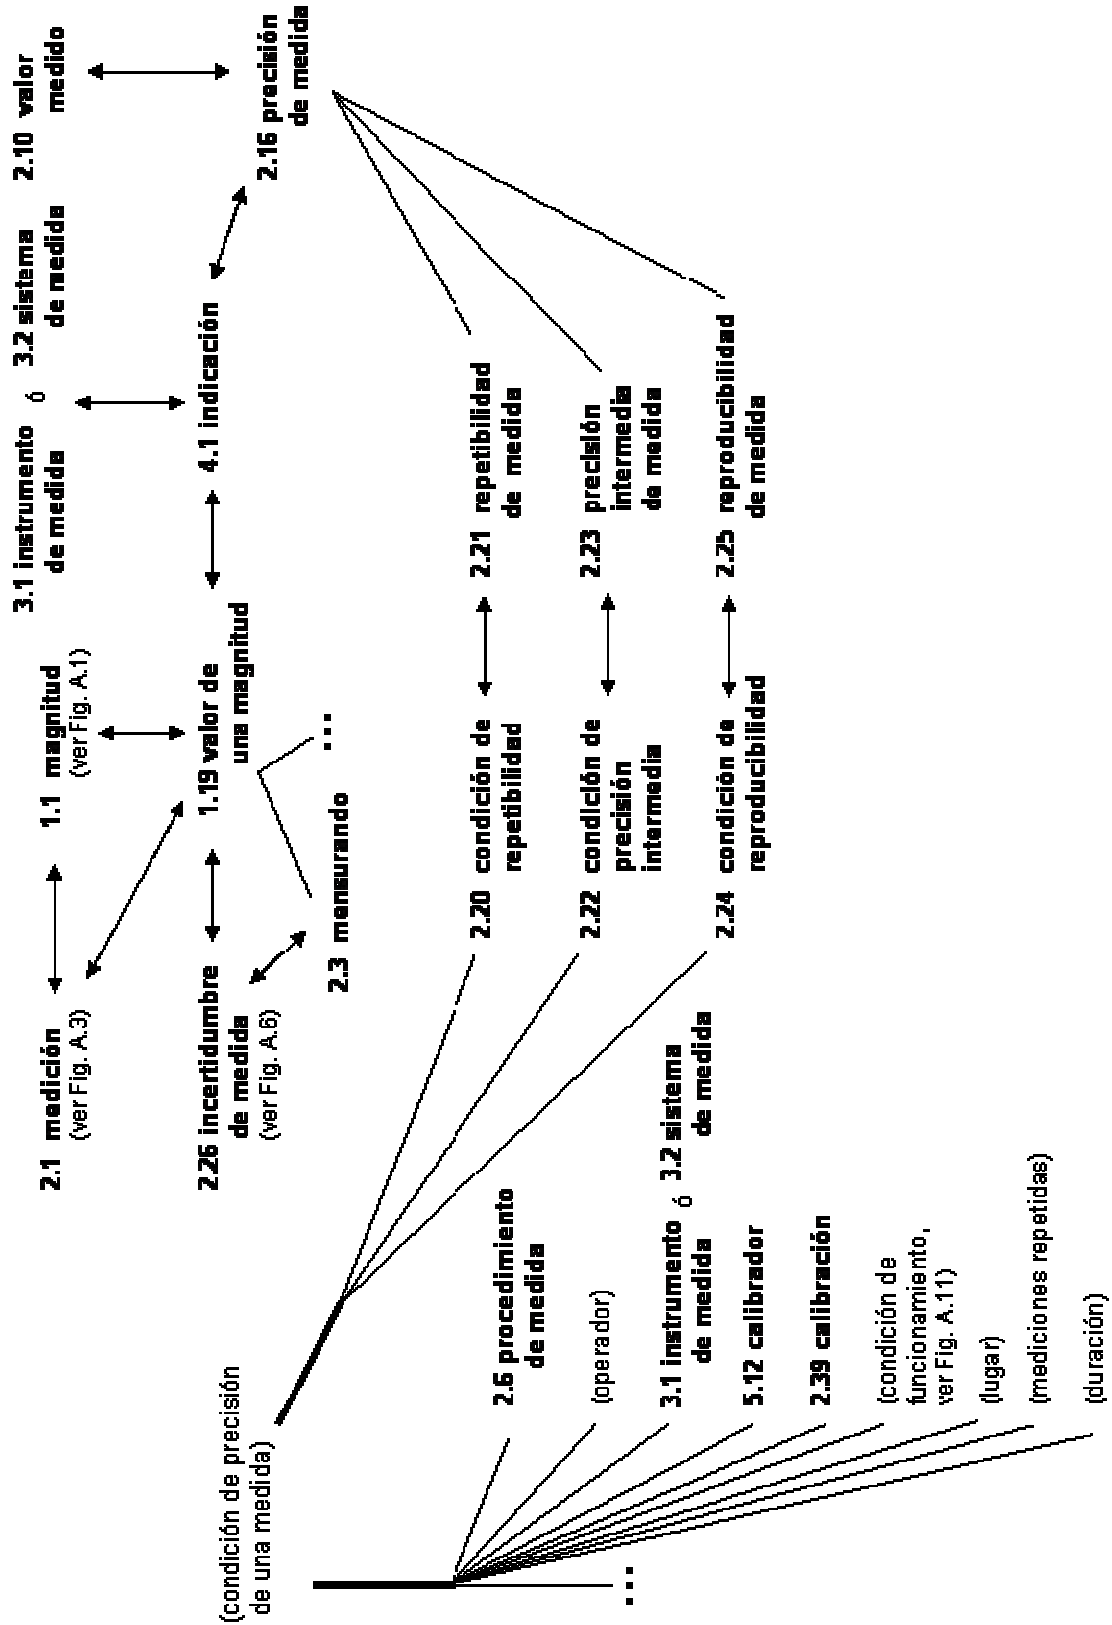 2.1 medición
(ver Fig. A.3)
1.1 magnitud
(ver Fig. A.1)
3.1 instrumento
de medida
ó
3.2 sistema
de medida
2.10 valor
medido
2.26 incertidumbre
de medida
(ver Fig. A.6)
1.19 valor de
una magnitud
4.1 indicación
2.16 precisión
de medida
2.3 mensurando
...
(condición de precisión
de una medida)
2.20 condición de
repetibilidad
2.21 repetibilidad
de medida
2.22 condición de
precisión
intermedia
2.23 precisión
intermedia
de medida
2.24 condición de
reproducibilidad
2.25 reproducibilidad
de medida
2.6 procedimiento
de medida
(operador)
3.1 instrumento
de medida
ó
3.2 sistema
de medida
5.12 calibrador
2.39 calibración
(condición de
funcionamiento,
ver Fig. A.11)
(lugar)
(mediciones repetidas)
(duración)
...